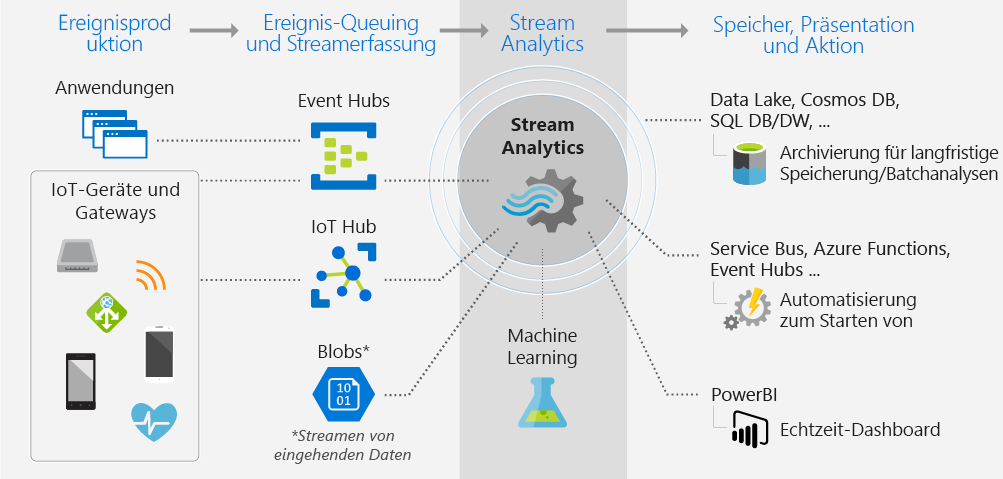 Ereignisprod
uktion
Ereignis-Queuing
und Streamerfassung
Stream
Analytics
Speicher, Präsentation
und Aktion
Anwendungen
IoT-Geräte und
Gateways
Event Hubs
IoT Hub
Blobs*
10
01
*Streamen von
eingehenden Daten
Stream
Analytics
Machine
Learning
Data Lake, Cosmos DB,
SQL DB/DW, ...
Archivierung für langfristige
Speicherung/Batchanalysen
Service Bus, Azure Functions,
Event Hubs ...
Automatisierung
zum Starten von
PowerBI
Echtzeit-Dashboard